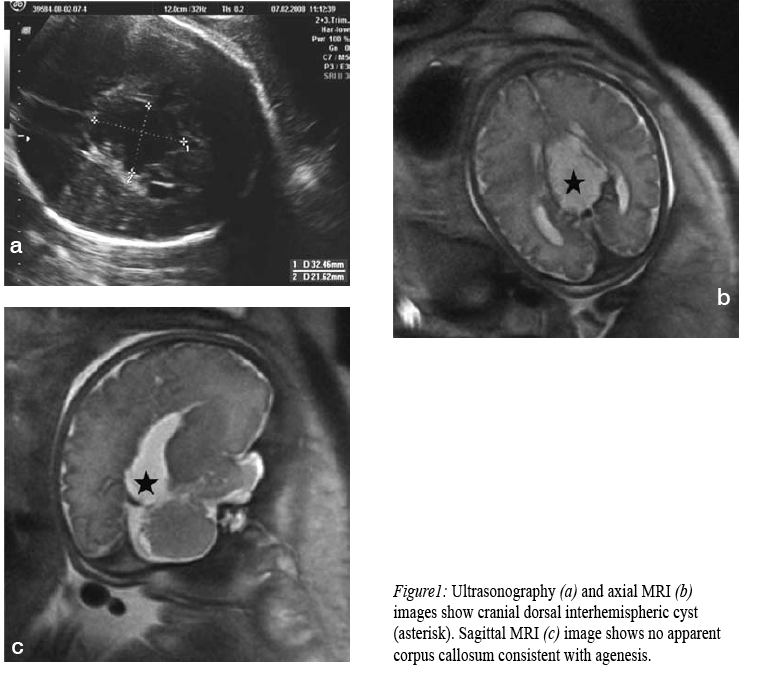 39584-08-02-07-4 12.0cm / 32Hz TIs 0.2 07.02.2008 11:12:39
2+3.Trim.
Har-low
Pwr 100 %
Gn
C7 / M5
P3 / E3
SRI II 3
1
2
1 D 32.46mm
2 D 21.62mm
a
b
c
Figure1: Ultrasonography (a) and axial MRI (b)
images show cranial dorsal interhemispheric cyst
(asterisk). Sagittal MRI (c) image shows no apparent
corpus callosum consistent with agenesis.